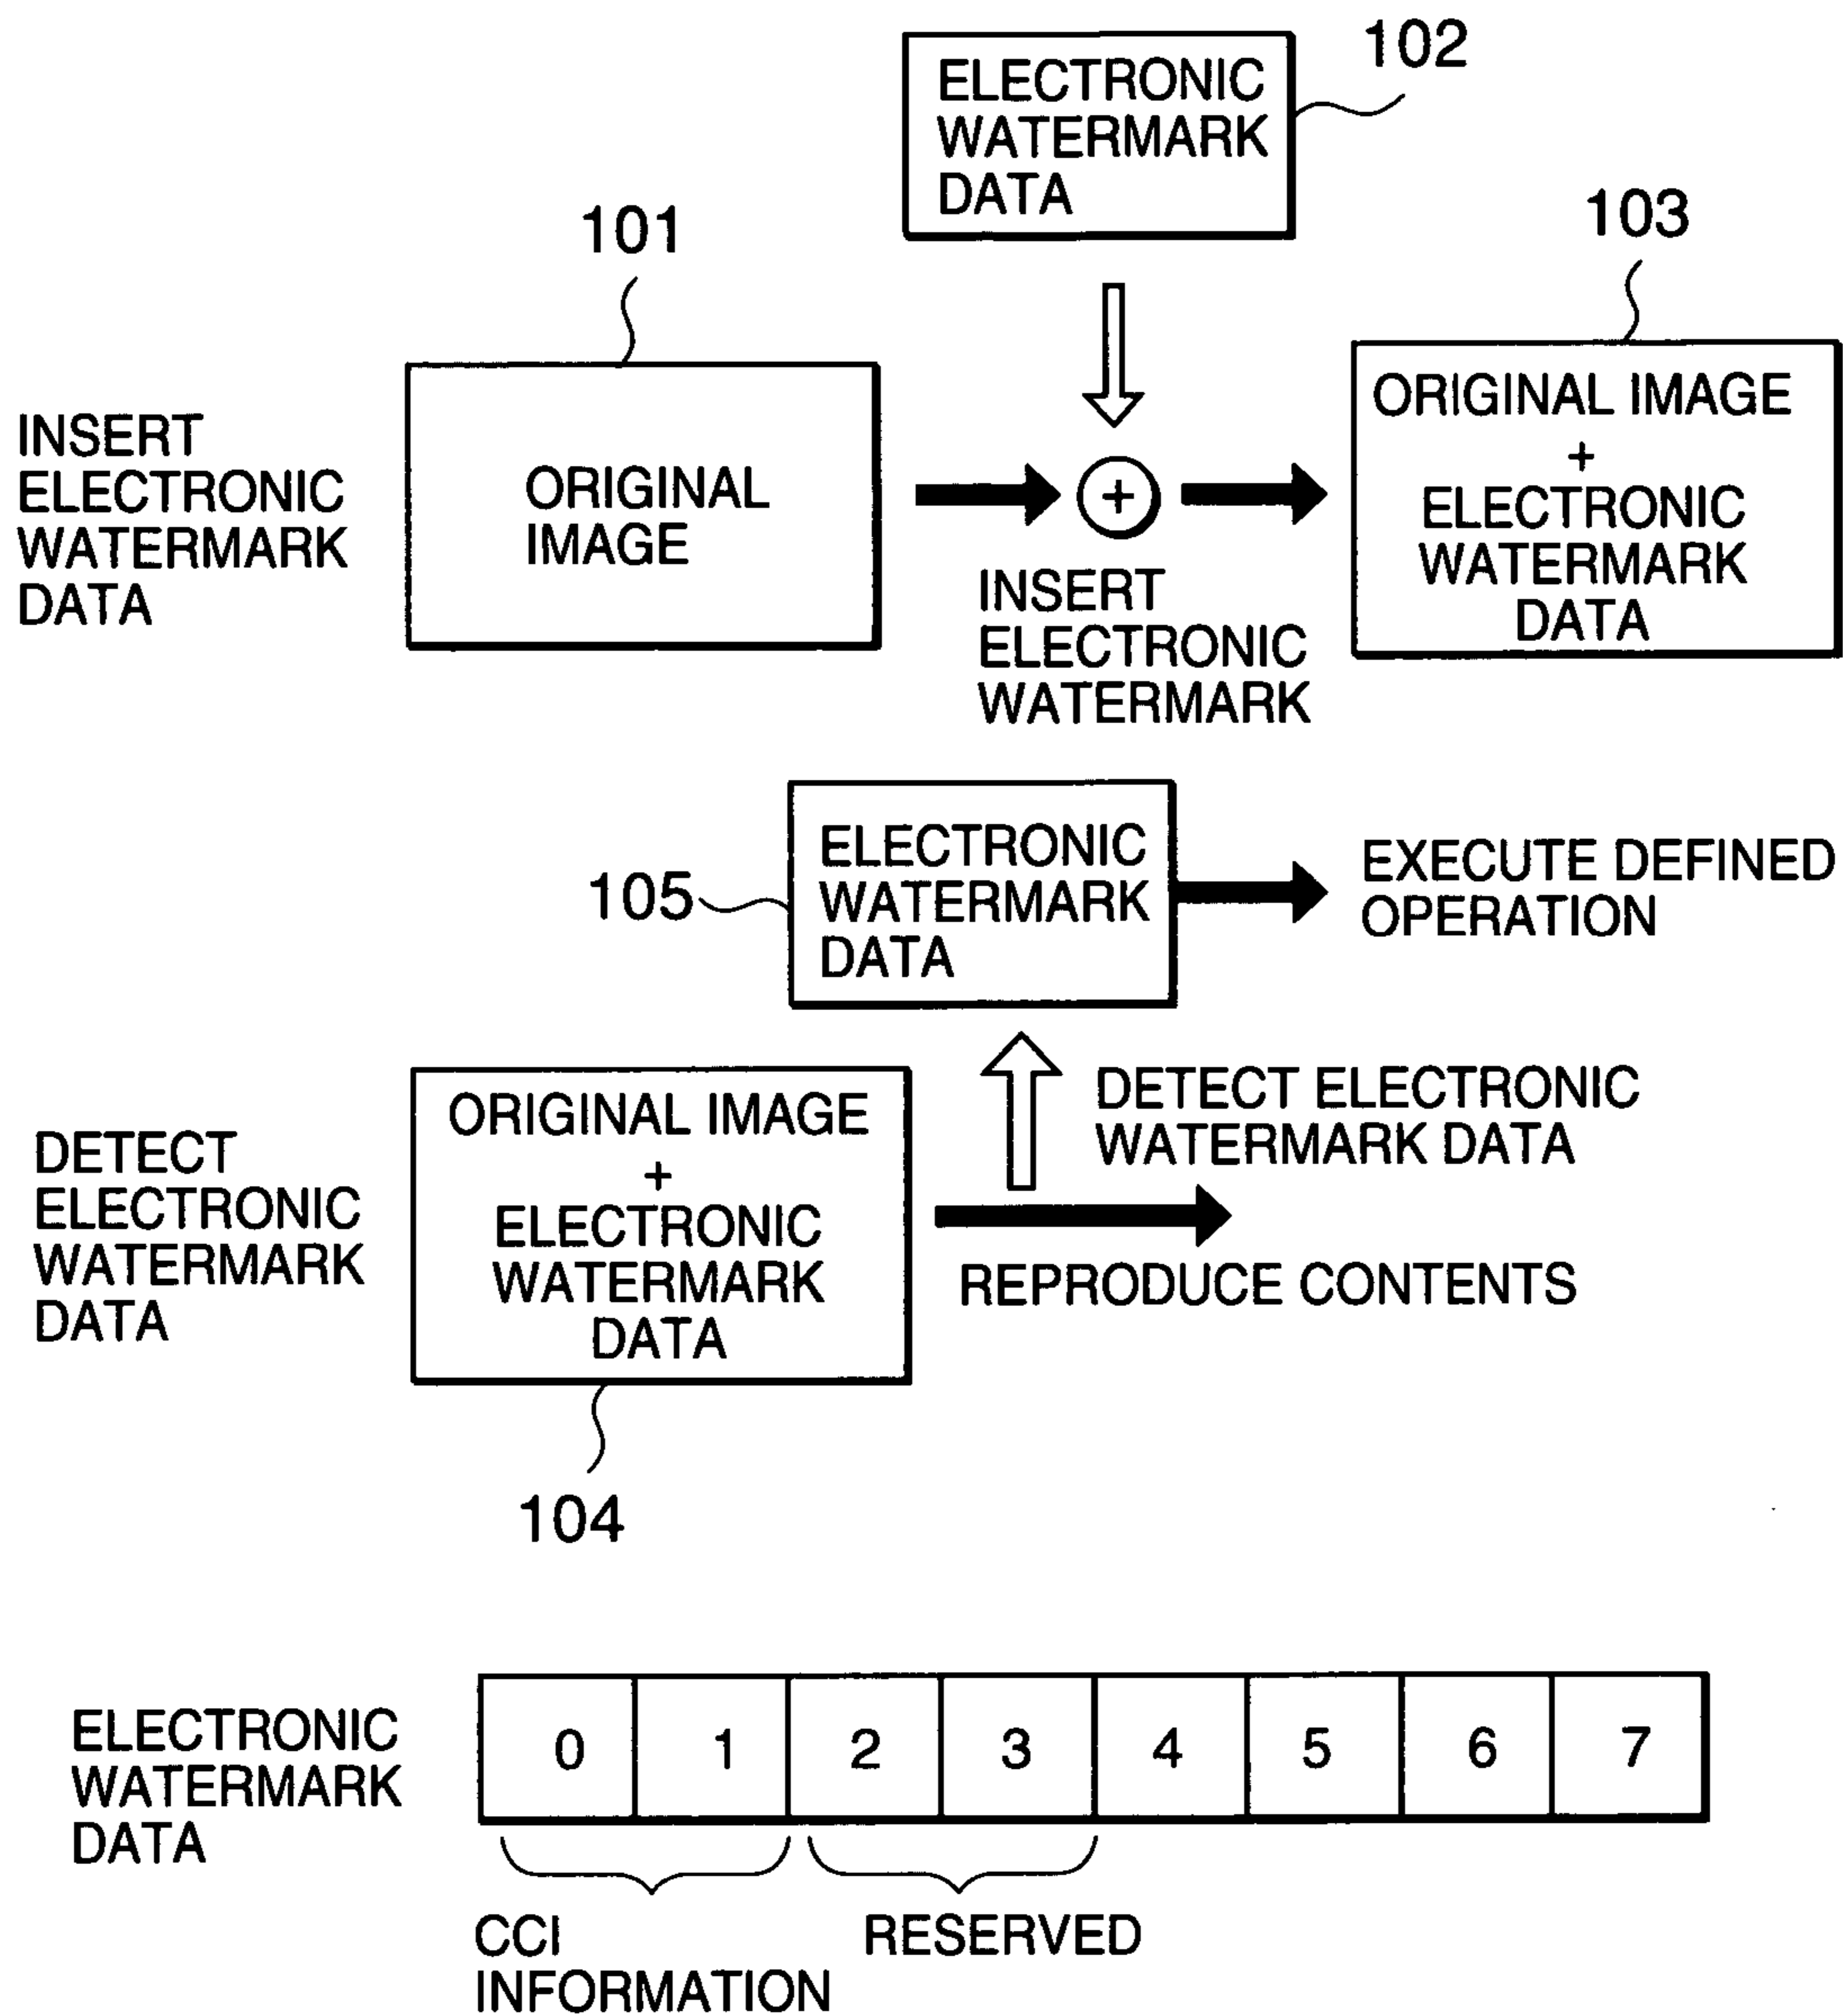 102
ELECTRONIC
WATERMARK
DATA
101
103
INSERT
ELECTRONIC
WATERMARK
DATA
ORIGINAL
IMAGE
+
INSERT
ELECTRONIC
WATERMARK
ORIGINAL IMAGE
+
ELECTRONIC
WATERMARK
DATA
105
ELECTRONIC
WATERMARK
DATA
EXECUTE DEFINED
OPERATION
DETECT
ELECTRONIC
WATERMARK
DATA
ORIGINAL IMAGE
+
ELECTRONIC
WATERMARK
DATA
DETECT ELECTRONIC
WATERMARK DATA
REPRODUCE CONTENTS
104
ELECTRONIC
WATERMARK
DATA
0 1 2 3 4 5 6 7
CCI
INFORMATION
RESERVED